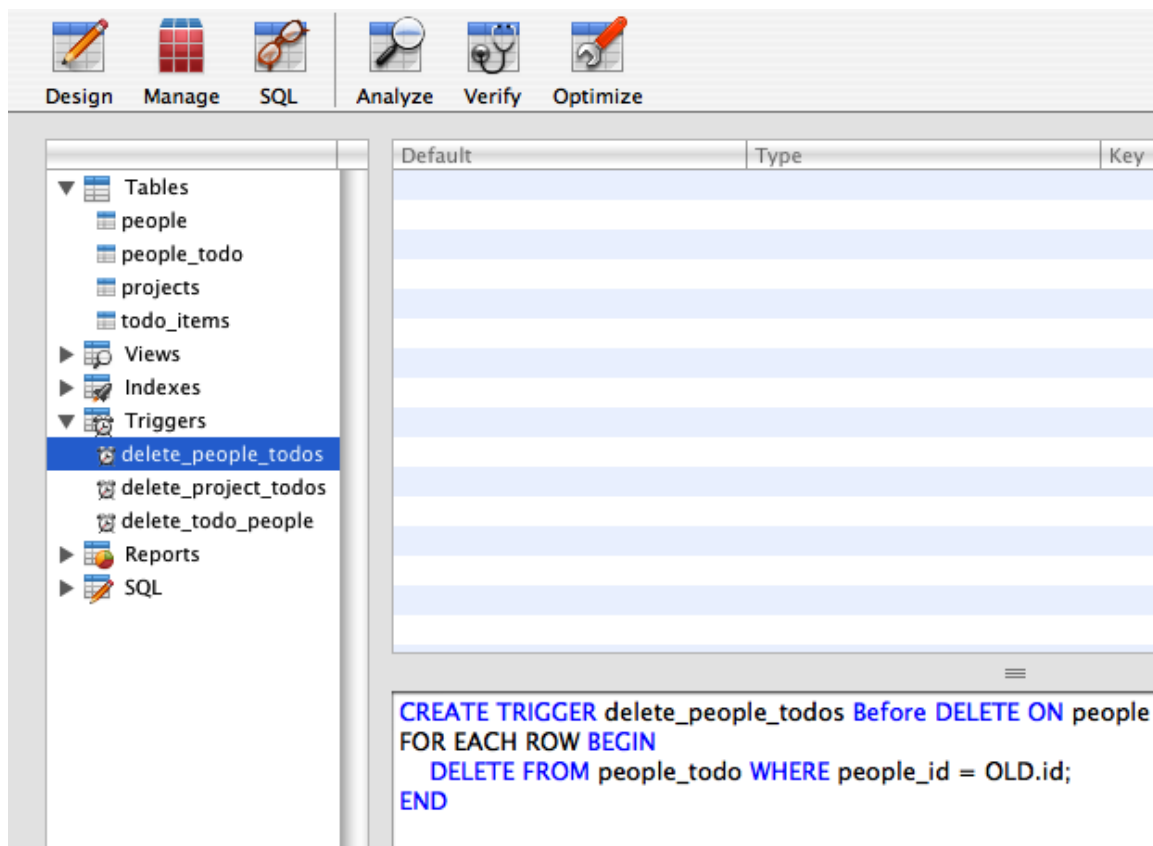 Design Manage SQL Analyze Verify Optimize
Default Type Key
Tables
people
people_todo
projects
todo_items
Views
Indexes
Triggers
delete_people_todos
delete_project_todos
delete_todo_people
Reports
SQL
CREATE TRIGGER delete_people_todos Before DELETE ON people
FOR EACH ROW BEGIN
DELETE FROM people_todo WHERE people_id = OLD.id;
END